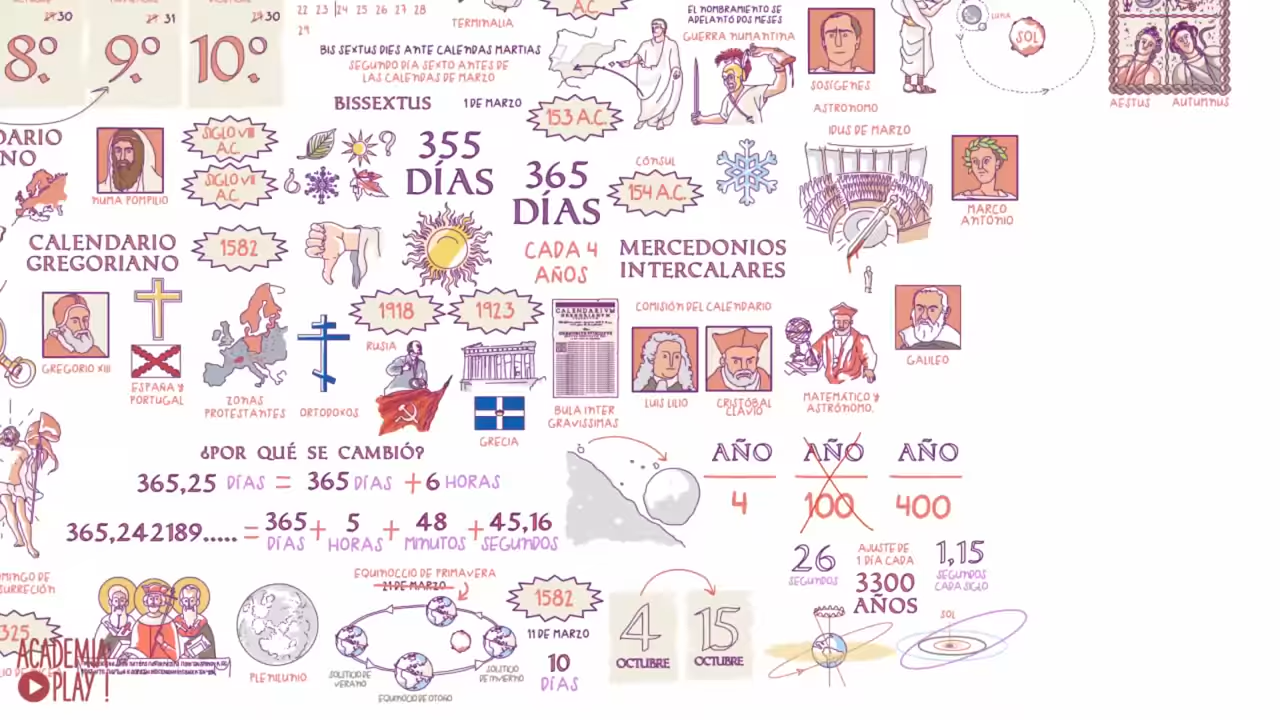 30
31
30
8º.
9º.
10º.
22 23 24 25 26 27 28
29
TERMINALIA
A.C.
BIS SEXTUS DIES ANTE CALENDAS MARTIAS
SEGUNDO DÍA SEXTO ANTES DE
LAS CALENDAS DE MARZO
BISSEXTUS
1 DE MARZO
EL NOMBRAMIENTO SE
ADELANTÓ DOS MESES
GUERRA NUMANTINA
153 A.C.
SOSÍGENES
ASTRÓNOMO
LUNA
SOL
AESTUS
AUTUMNUS
NUMA POMPILIO
SIGLO VIII
A.C.
SIGLO VII
A.C.
355
DÍAS
365
DÍAS
CADA 4
AÑOS
CÓNSUL
154 A.C.
IDUS DE MARZO
MARCO
ANTONIO
CALENDARIO
GREGORIANO
1582
MERCEDONIOS
INTERCALARES
GREGORIO XIII
ESPAÑA Y
PORTUGAL
ZONAS
PROTESTANTES
ORTODOXOS
1918
RUSIA
1923
GRECIA
CALENDARIVM
GREGORIANVM
BULA INTER
GRAVISSIMAS
COMISIÓN DEL CALENDARIO
LUIS LILIO
CRISTÓBAL
CLAVIO
MATEMÁTICO Y
ASTRÓNOMO.
GALILEO
¿POR QUÉ SE CAMBIÓ?
365,25 DÍAS = 365 DÍAS + 6 HORAS
365,242189..... = 365 DÍAS + 5 HORAS + 48 MINUTOS + 45,16 SEGUNDOS
AÑO
4
AÑO
100
AÑO
400
26
SEGUNDOS
AJUSTE DE
1 DÍA CADA
3300
AÑOS
1,15
SEGUNDOS
CADA SIGLO
SOL
325
PLENILUNIO
EQUINOCCIO DE PRIMAVERA
21 DE MARZO
SOLSTICIO
DE VERANO
EQUINOCIO DE OTOÑO
SOLSTICIO
DE INVIERNO
1582
11 DE MARZO
10
DÍAS
4
OCTUBRE
15
OCTUBRE
ACADEMIA
PLAY!